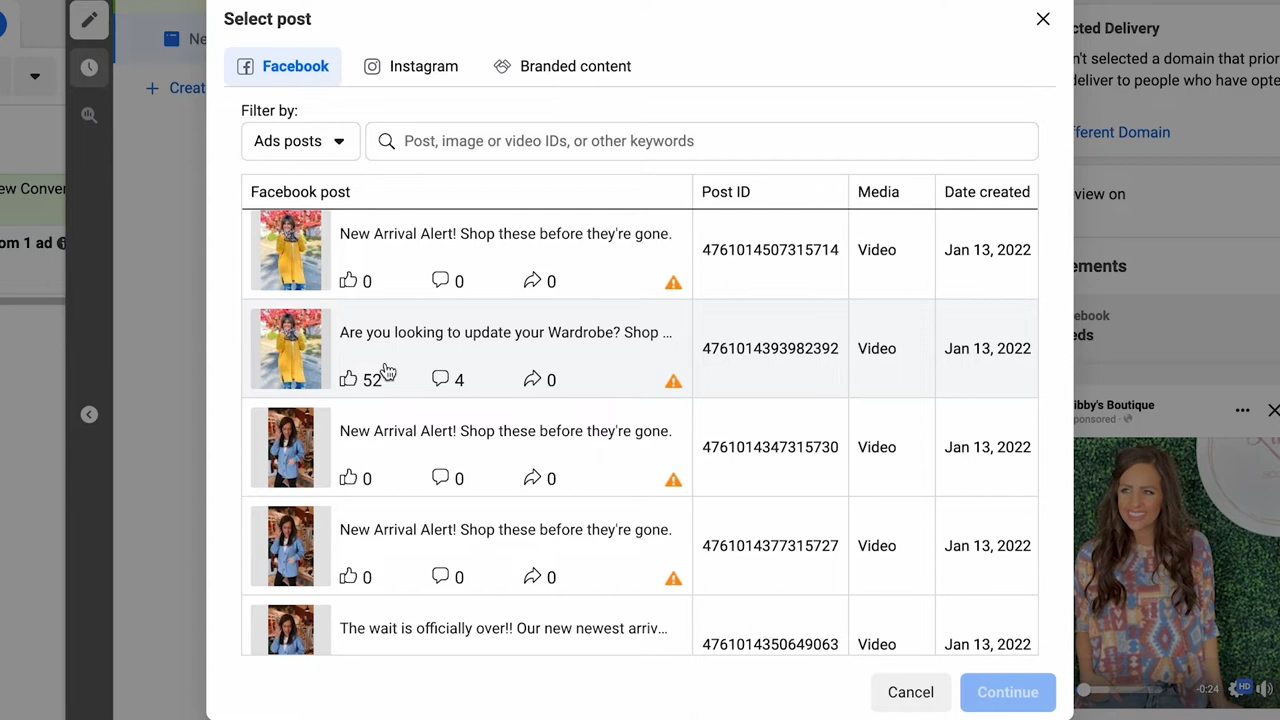 Select post
Facebook
Instagram
Branded content
Filter by:
Ads posts
Post, image or video IDs, or other keywords
Facebook post
Post ID
Media
Date created
New Arrival Alert! Shop these before they're gone.
0
0
0
4761014507315714
Video
Jan 13, 2022
Are you looking to update your Wardrobe? Shop ...
52
4
0
4761014393982392
Video
Jan 13, 2022
New Arrival Alert! Shop these before they're gone.
0
0
0
4761014347315730
Video
Jan 13, 2022
New Arrival Alert! Shop these before they're gone.
0
0
0
4761014377315727
Video
Jan 13, 2022
The wait is officially over!! Our new newest arriv...
4761014350649063
Video
Jan 13, 2022
Cancel
Continue
Ne
+ Creat
ew Conver
om 1 ad
cted Delivery
n't selected a domain that prior
deliver to people who have opte
fferent Domain
view on
ements
ebook
eds
ibby's Boutique
ponsored
-0:24
HD